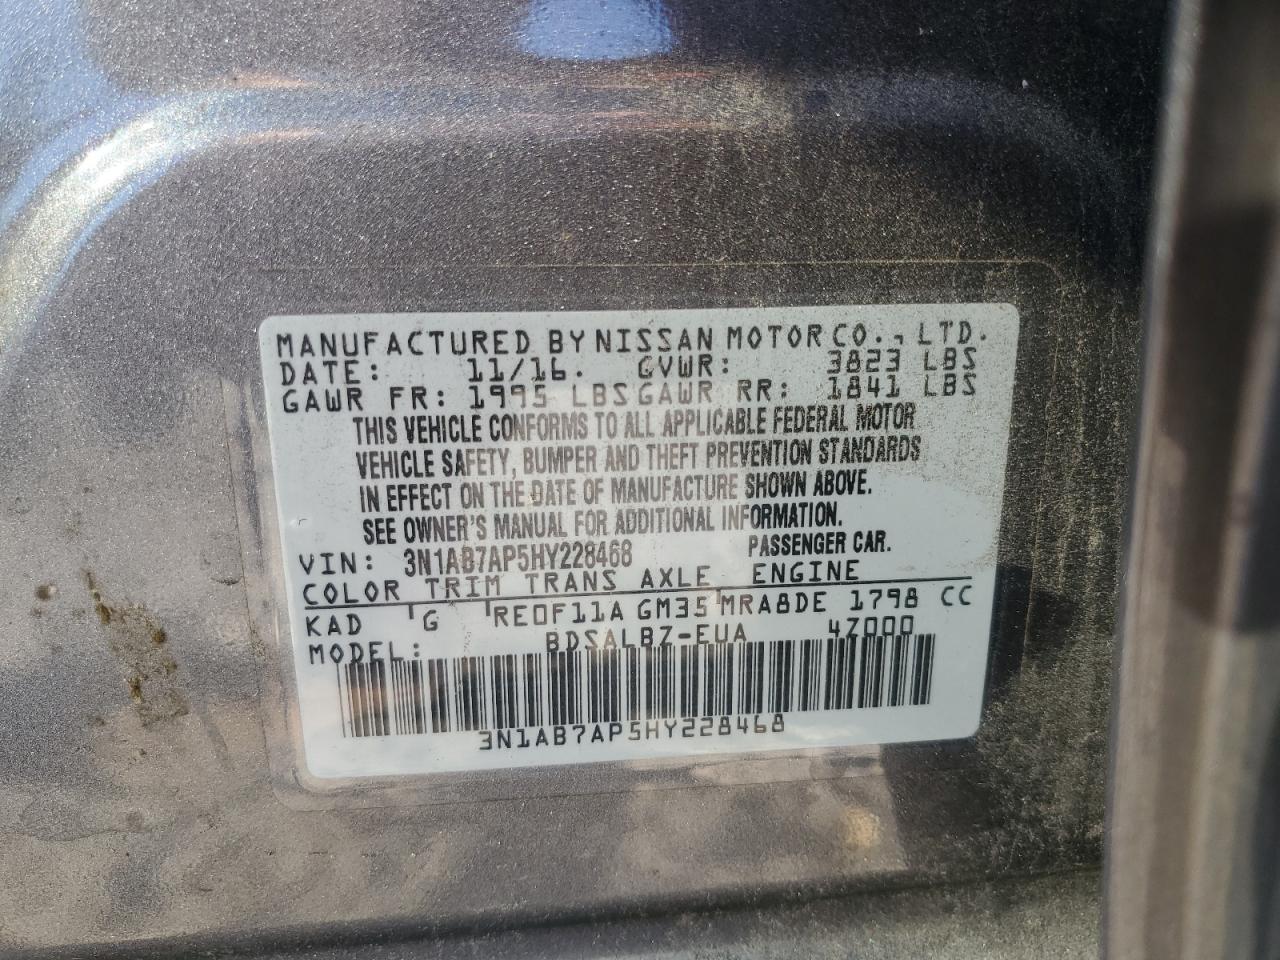 MANUFACTURED BY NISSAN MOTOR CO., LTD.
DATE: 11/16. GVWR: 3823 LBS
GAWR FR: 1995 LBS GAWR RR: 1841 LBS
THIS VEHICLE CONFORMS TO ALL APPLICABLE FEDERAL MOTOR
VEHICLE SAFETY, BUMPER AND THEFT PREVENTION STANDARDS
IN EFFECT ON THE DATE OF MANUFACTURE SHOWN ABOVE.
SEE OWNER'S MANUAL FOR ADDITIONAL INFORMATION.
VIN: 3N1AB7AP5HY228468 PASSENGER CAR.
COLOR TRIM TRANS AXLE ENGINE
KAD G RE0F11A GM35 MRA8DE 1798 CC
MODEL: BDSALBZ-EUA 4Z000
3N1AB7AP5HY228468